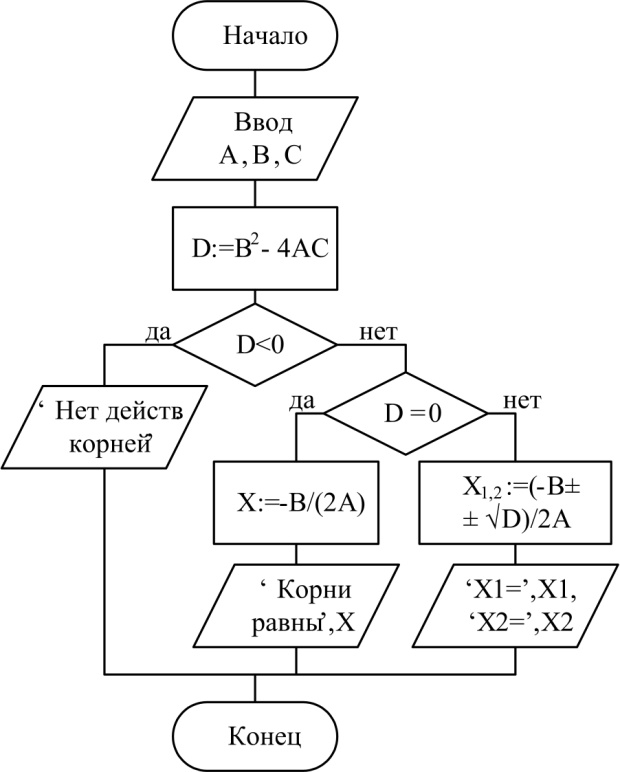 Начало
Ввод
A, B, C
D:=B²- 4AC
да
D<0
нет
‘ Нет действ
корней’
да
D =0
нет
X:=-B/(2A)
X₁,₂:=(-B±
± √D)/2A
‘ Корни
равны’,X
‘X1=’,X1,
‘X2=’,X2
Конец